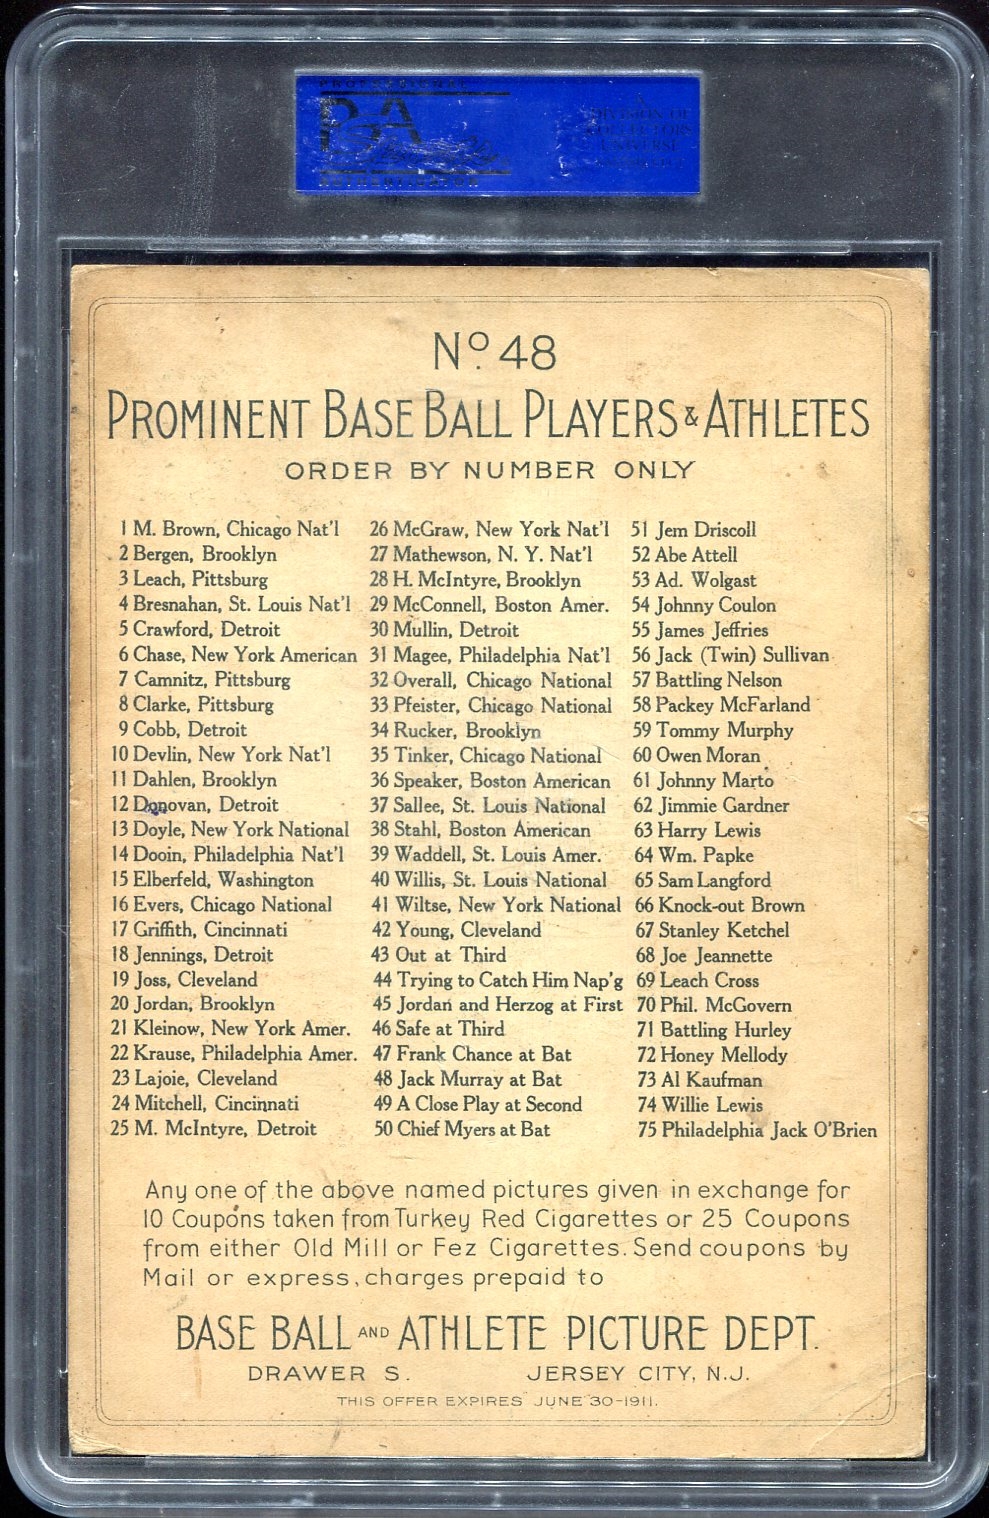 PROFESSIONAL
PSA
AUTHENTICATOR
A
DIVISION OF
COLLECTORS
UNIVERSE
Nº 48
PROMINENT BASE BALL PLAYERS & ATHLETES
ORDER BY NUMBER ONLY
1 M. Brown, Chicago Nat'l
2 Bergen, Brooklyn
3 Leach, Pittsburg
4 Bresnahan, St. Louis Nat'l
5 Crawford, Detroit
6 Chase, New York American
7 Camnitz, Pittsburg
8 Clarke, Pittsburg
9 Cobb, Detroit
10 Devlin, New York Nat'l
11 Dahlen, Brooklyn
12 Donovan, Detroit
13 Doyle, New York National
14 Dooin, Philadelphia Nat'l
15 Elberfeld, Washington
16 Evers, Chicago National
17 Griffith, Cincinnati
18 Jennings, Detroit
19 Joss, Cleveland
20 Jordan, Brooklyn
21 Kleinow, New York Amer.
22 Krause, Philadelphia Amer.
23 Lajoie, Cleveland
24 Mitchell, Cincinnati
25 M. McIntyre, Detroit
26 McGraw, New York Nat'l
27 Mathewson, N. Y. Nat'l
28 H. McIntyre, Brooklyn
29 McConnell, Boston Amer.
30 Mullin, Detroit
31 Magee, Philadelphia Nat'l
32 Overall, Chicago National
33 Pfeister, Chicago National
34 Rucker, Brooklyn
35 Tinker, Chicago National
36 Speaker, Boston American
37 Sallee, St. Louis National
38 Stahl, Boston American
39 Waddell, St. Louis Amer.
40 Willis, St. Louis National
41 Wiltse, New York National
42 Young, Cleveland
43 Out at Third
44 Trying to Catch Him Nap'g
45 Jordan and Herzog at First
46 Safe at Third
47 Frank Chance at Bat
48 Jack Murray at Bat
49 A Close Play at Second
50 Chief Myers at Bat
51 Jem Driscoll
52 Abe Attell
53 Ad. Wolgast
54 Johnny Coulon
55 James Jeffries
56 Jack (Twin) Sullivan
57 Battling Nelson
58 Packey McFarland
59 Tommy Murphy
60 Owen Moran
61 Johnny Marto
62 Jimmie Gardner
63 Harry Lewis
64 Wm. Papke
65 Sam Langford
66 Knock-out Brown
67 Stanley Ketchel
68 Joe Jeannette
69 Leach Cross
70 Phil. McGovern
71 Battling Hurley
72 Honey Mellody
73 Al Kaufman
74 Willie Lewis
75 Philadelphia Jack O'Brien
Any one of the above named pictures given in exchange for
10 Coupons taken from Turkey Red Cigarettes or 25 Coupons
from either Old Mill or Fez Cigarettes. Send coupons by
Mail or express, charges prepaid to
BASE BALL AND ATHLETE PICTURE DEPT.
DRAWER S. JERSEY CITY, N.J.
THIS OFFER EXPIRES JUNE 30-1911.